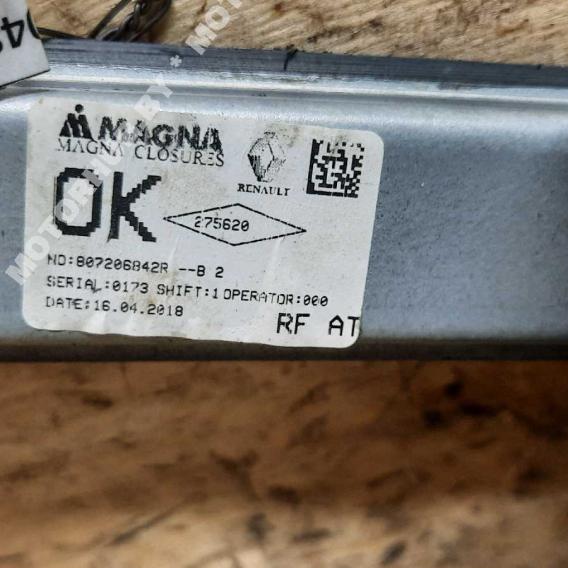 MAGNA
MAGNA CLOSURES
RENAULT
OK
275620
NO:807206842R --B 2
SERIAL:0173 SHIFT:1 OPERATOR:000
DATE:16.04.2018
RF AT